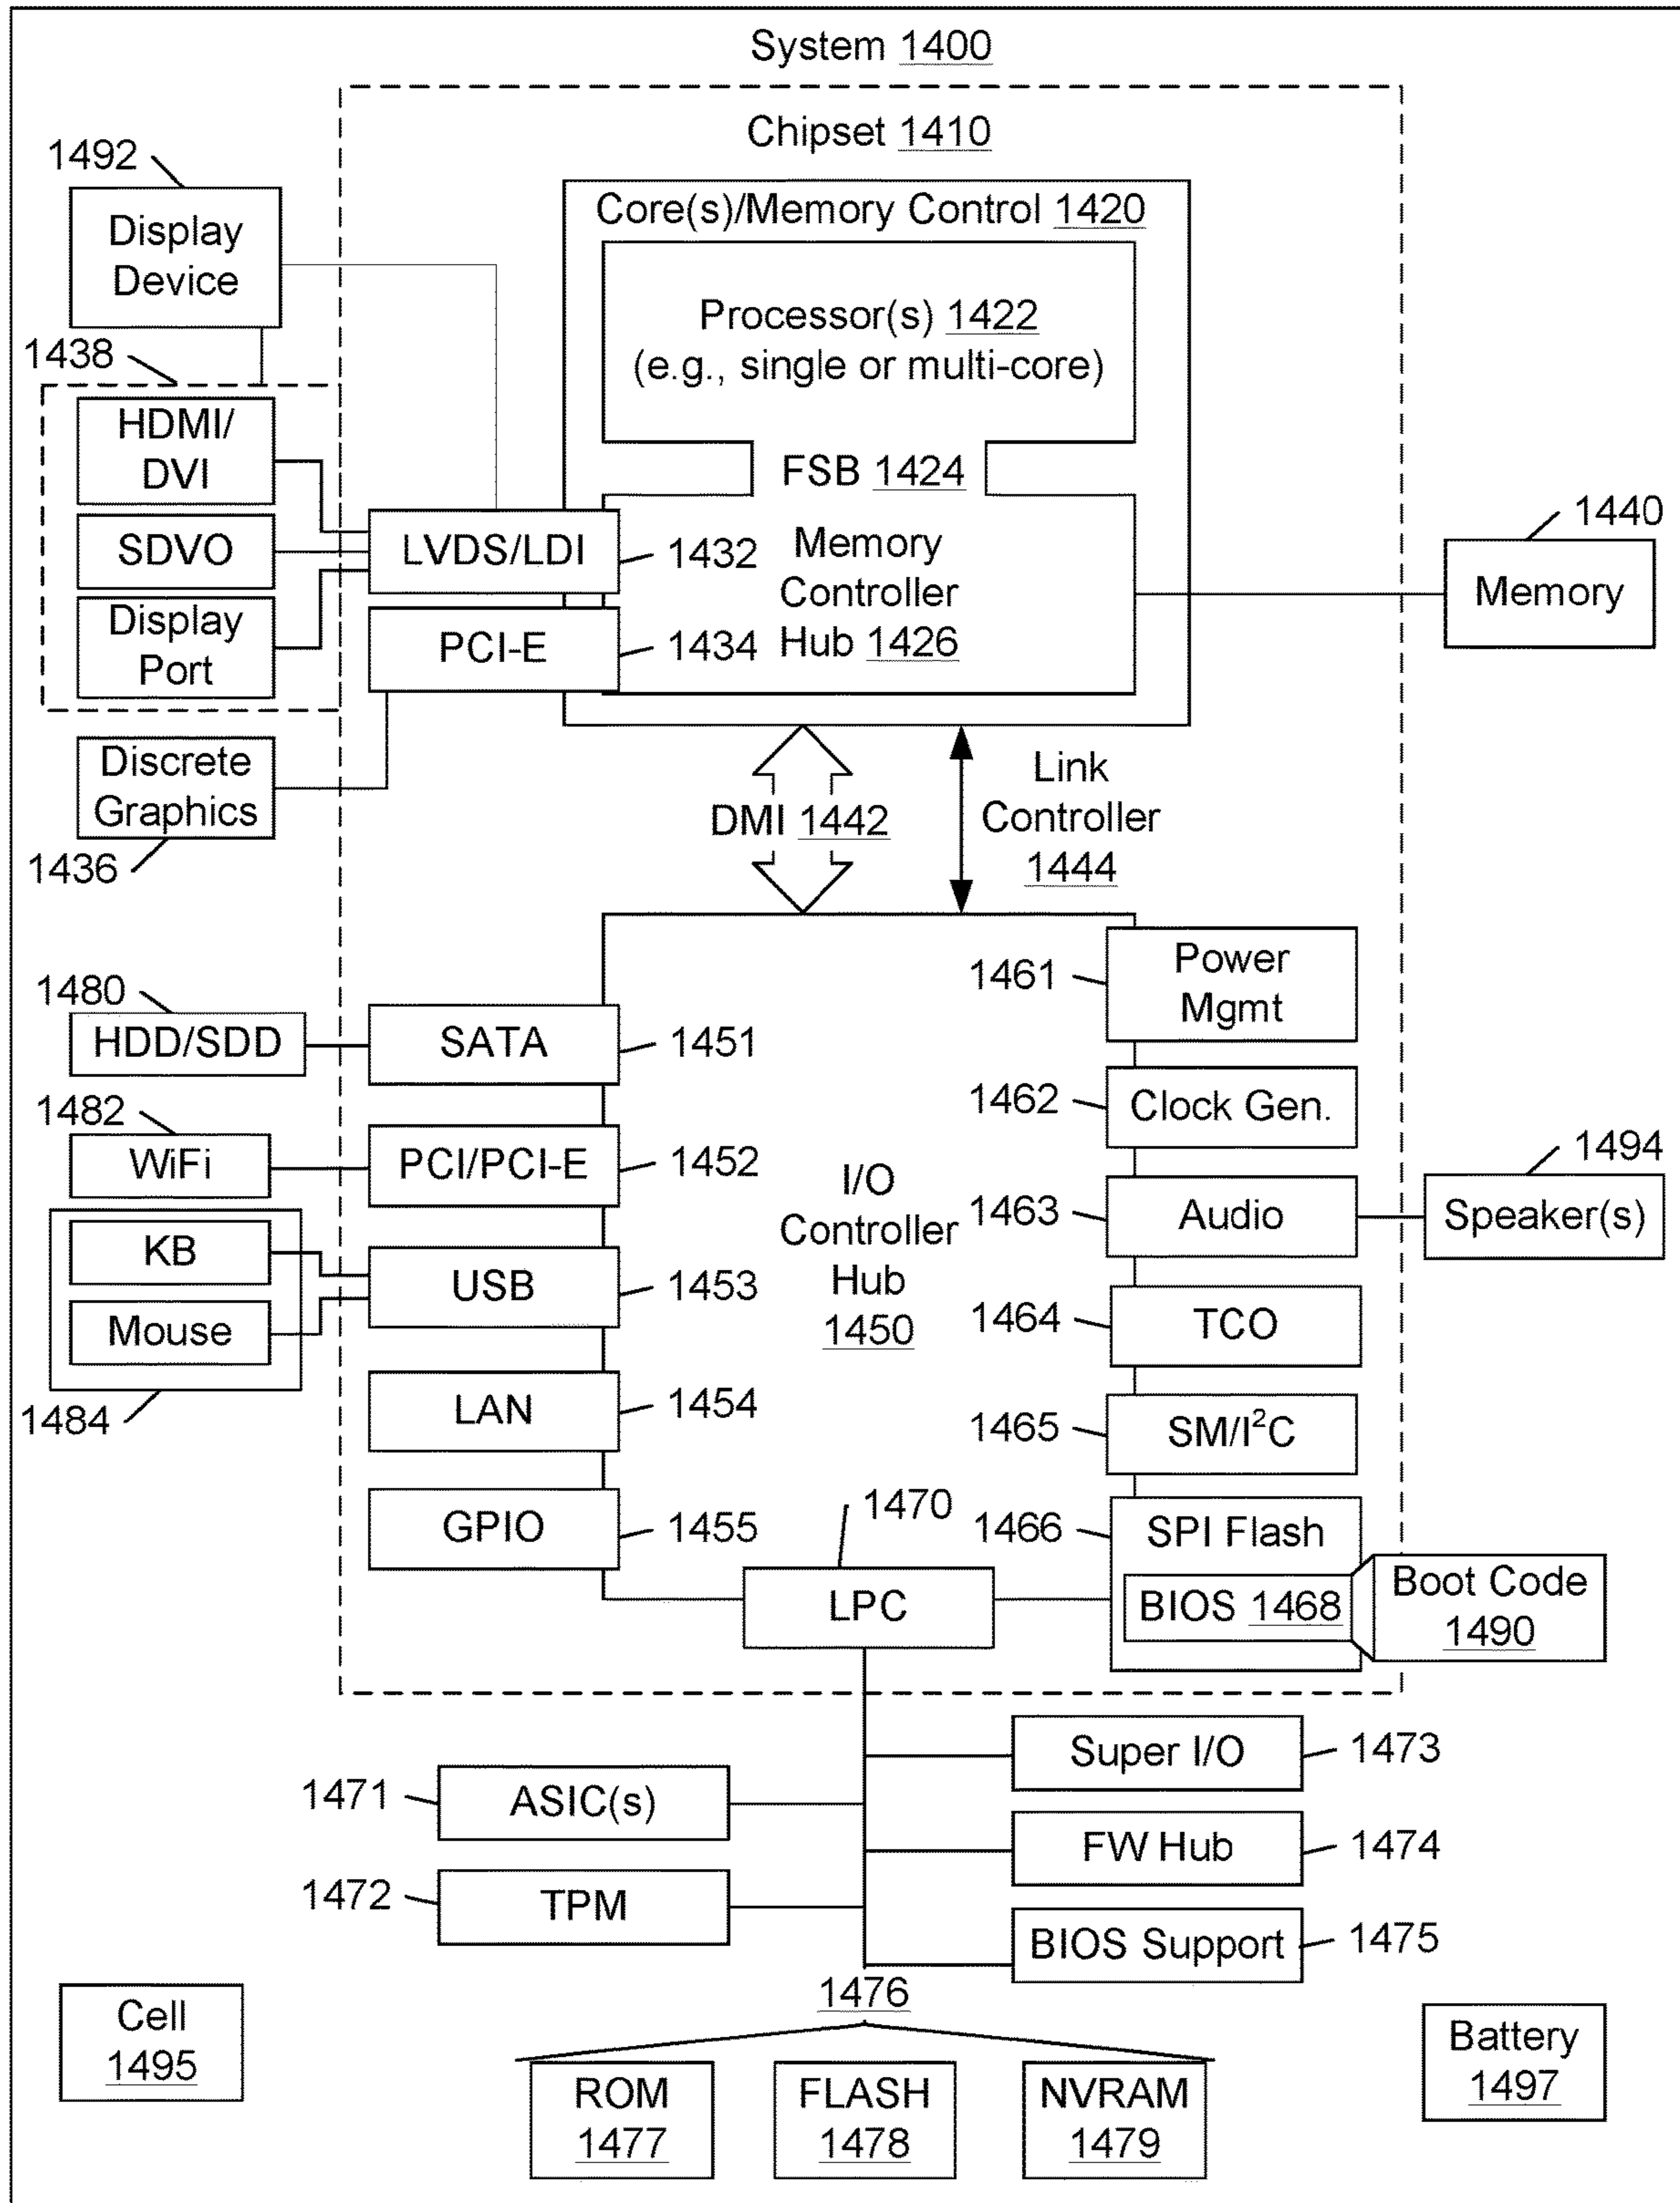 System 1400
Chipset 1410
1492
Display
Device
Core(s)/Memory Control 1420
Processor(s) 1422
(e.g., single or multi-core)
1438
HDMI/
DVI
SDVO
Display
Port
FSB 1424
LVDS/LDI
1432
Memory
Controller
Hub 1426
PCI-E
1434
1440
Memory
Discrete
Graphics
1436
DMI 1442
Link
Controller
1444
1480
HDD/SDD
SATA
1451
1461
Power
Mgmt
1482
WiFi
PCI/PCI-E
1452
1462
Clock Gen.
I/O
Controller
Hub
1450
1463
Audio
1494
Speaker(s)
KB
Mouse
1484
USB
1453
1464
TCO
LAN
1454
1465
SM/I²C
GPIO
1455
1470
LPC
1466
SPI Flash
BIOS 1468
Boot Code
1490
1471
ASIC(s)
Super I/O
1473
1472
TPM
FW Hub
1474
BIOS Support
1475
1476
Cell
1495
ROM
1477
FLASH
1478
NVRAM
1479
Battery
1497